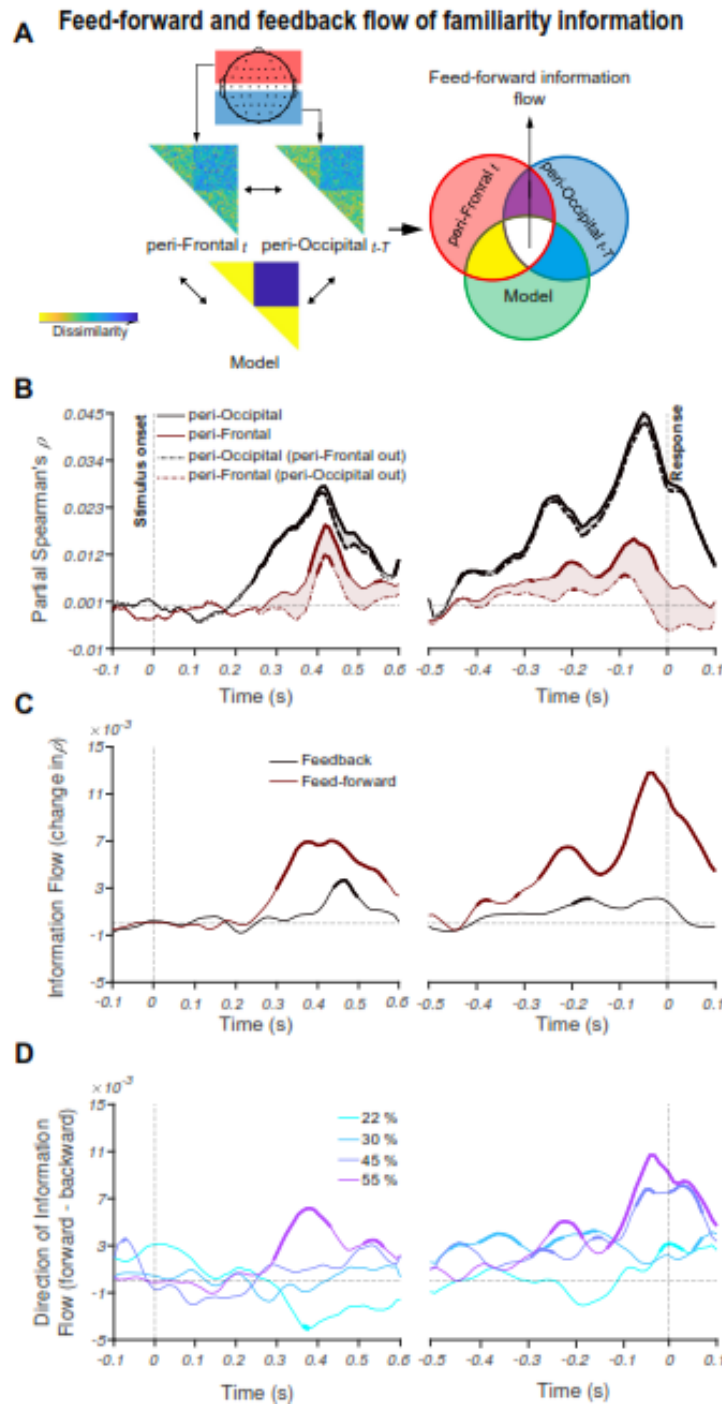 Feed-forward and feedback flow of familiarity information
A
Feed-forward information
flow
peri-Frontal t
peri-Occipital t-T
peri-Frontal t
peri-Occipital t-T
Model
Dissimilarity
Model
B
peri-Occipital
peri-Frontal
peri-Occipital (peri-Frontal out)
peri-Frontal (peri-Occipital out)
Stimulus onset
Response
Partial Spearman's ρ
0.045
0.034
0.023
0.012
0.001
-0.01
-0.1 0 0.1 0.2 0.3 0.4 0.5 0.6
-0.5 -0.4 -0.3 -0.2 -0.1 0 0.1
Time (s)
Time (s)
C
×10-3
Feedback
Feed-forward
Information Flow (change in ρ)
15
11
7
3
-1
-5
-0.1 0 0.1 0.2 0.3 0.4 0.5 0.6
-0.5 -0.4 -0.3 -0.2 -0.1 0 0.1
Time (s)
Time (s)
D
×10-3
22 %
30 %
45 %
55 %
Direction of Information
Flow (forward - backward)
15
11
7
3
-1
-5
-0.1 0 0.1 0.2 0.3 0.4 0.5 0.6
-0.5 -0.4 -0.3 -0.2 -0.1 0 0.1
Time (s)
Time (s)